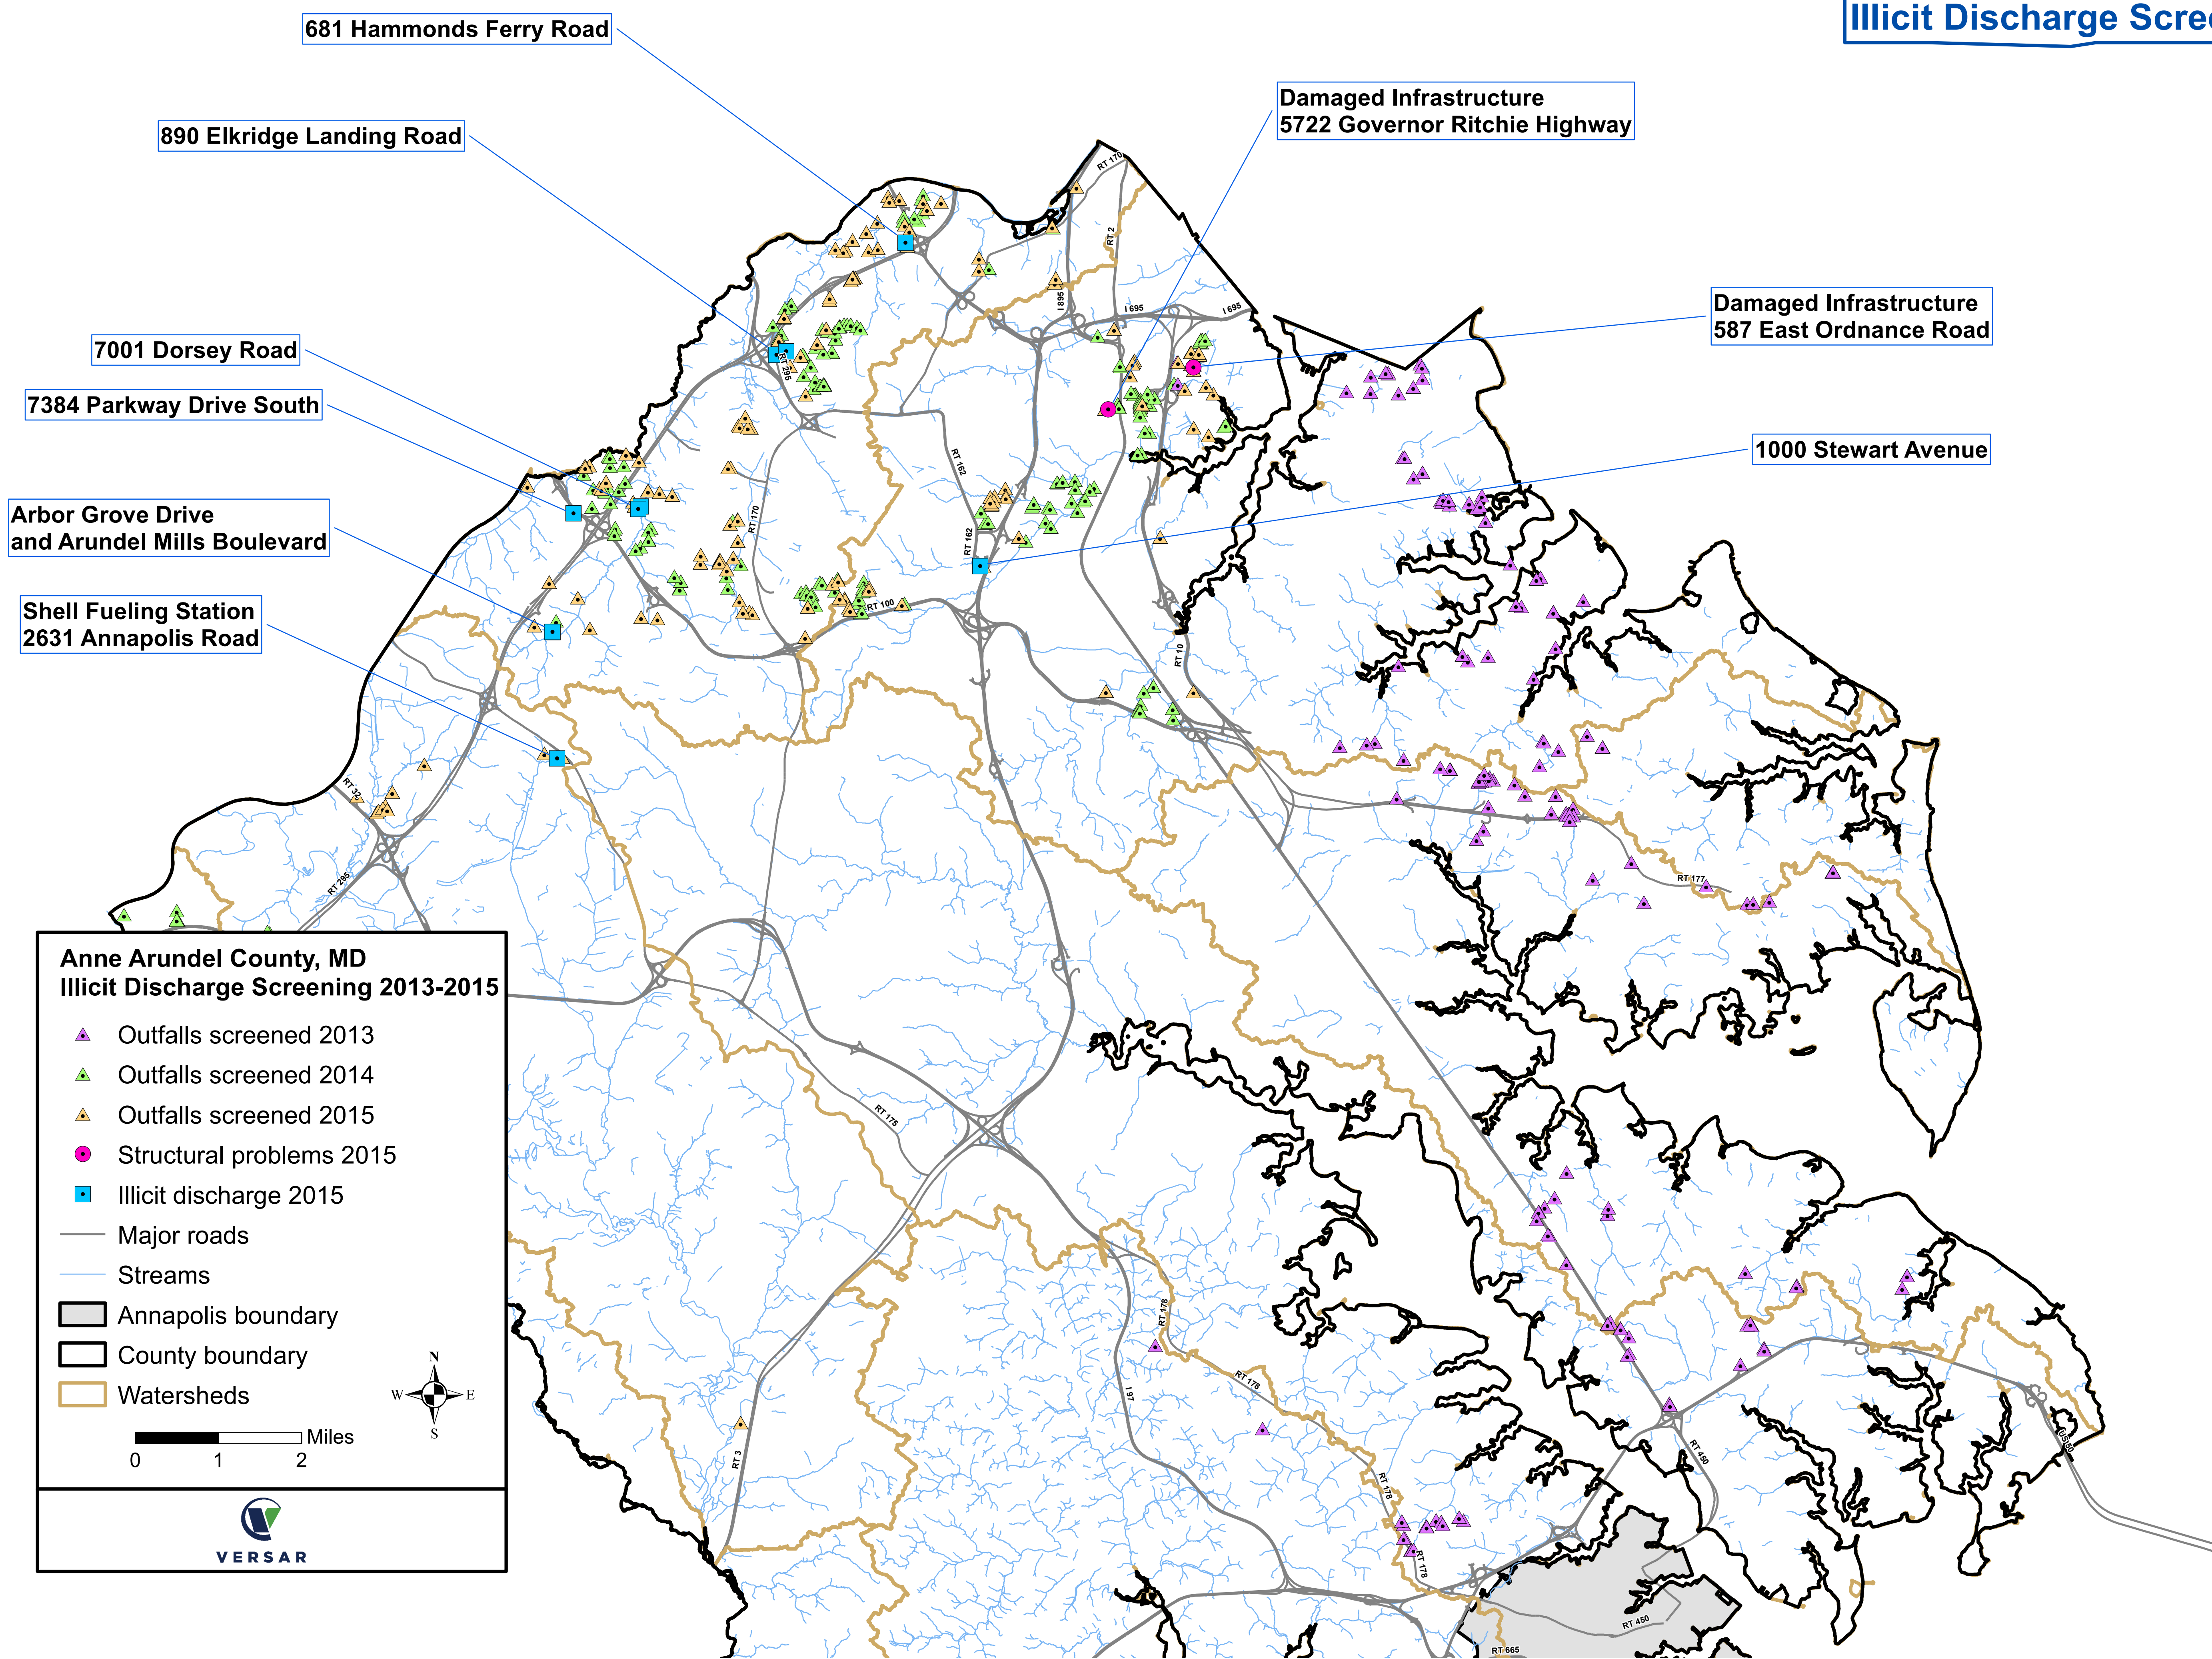 Illicit Discharge Scree
681 Hammonds Ferry Road
Damaged Infrastructure
5722 Governor Ritchie Highway
890 Elkridge Landing Road
Damaged Infrastructure
587 East Ordnance Road
7001 Dorsey Road
7384 Parkway Drive South
1000 Stewart Avenue
Arbor Grove Drive
and Arundel Mills Boulevard
Shell Fueling Station
2631 Annapolis Road
RT 170
RT 2
I 895
I 695
I 695
RT 295
RT 162
RT 170
RT 162
RT 100
RT 10
RT 32
RT 295
RT 177
RT 175
RT 178
RT 178
I 97
RT 3
RT 178
RT 450
US 50
RT 178
RT 450
RT 665
Anne Arundel County, MD
Illicit Discharge Screening 2013-2015
Outfalls screened 2013
Outfalls screened 2014
Outfalls screened 2015
Structural problems 2015
Illicit discharge 2015
Major roads
Streams
Annapolis boundary
County boundary
Watersheds
N
W
E
S
Miles
0 1 2
VERSAR